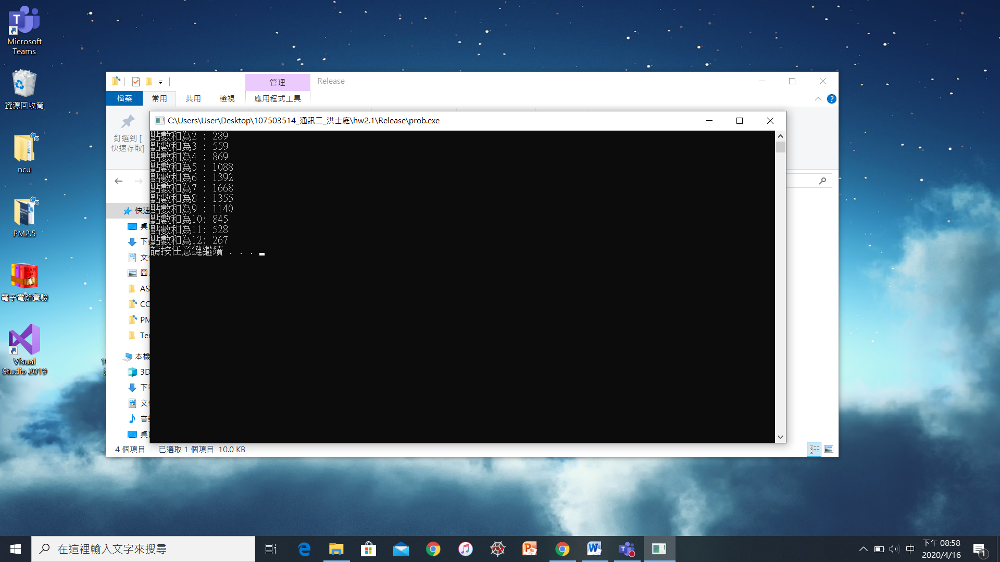 Microsoft
Teams
資源回收筒
ncu
PM2.5
電子電路實驗
Visual
Studio 2019
管理
Release
檔案
常用
共用
檢視
應用程式工具
釘選到 [
快速存取]
C:\Users\User\Desktop\107503514_通訊二_洪士庭\hw2.1\Release\prob.exe
點數和為2 : 289
點數和為3 : 559
點數和為4 : 869
點數和為5 : 1088
點數和為6 : 1392
點數和為7 : 1668
點數和為8 : 1355
點數和為9 : 1140
點數和為10: 845
點數和為11: 528
點數和為12: 267
請按任意鍵繼續 . . .
快速
桌
下
文
圖
AS
CC
PM
Ter
本機
3D
下
文
音
桌
4 個項目
已選取 1 個項目 10.0 KB
在這裡輸入文字來搜尋
中
下午 08:58
2020/4/16
1